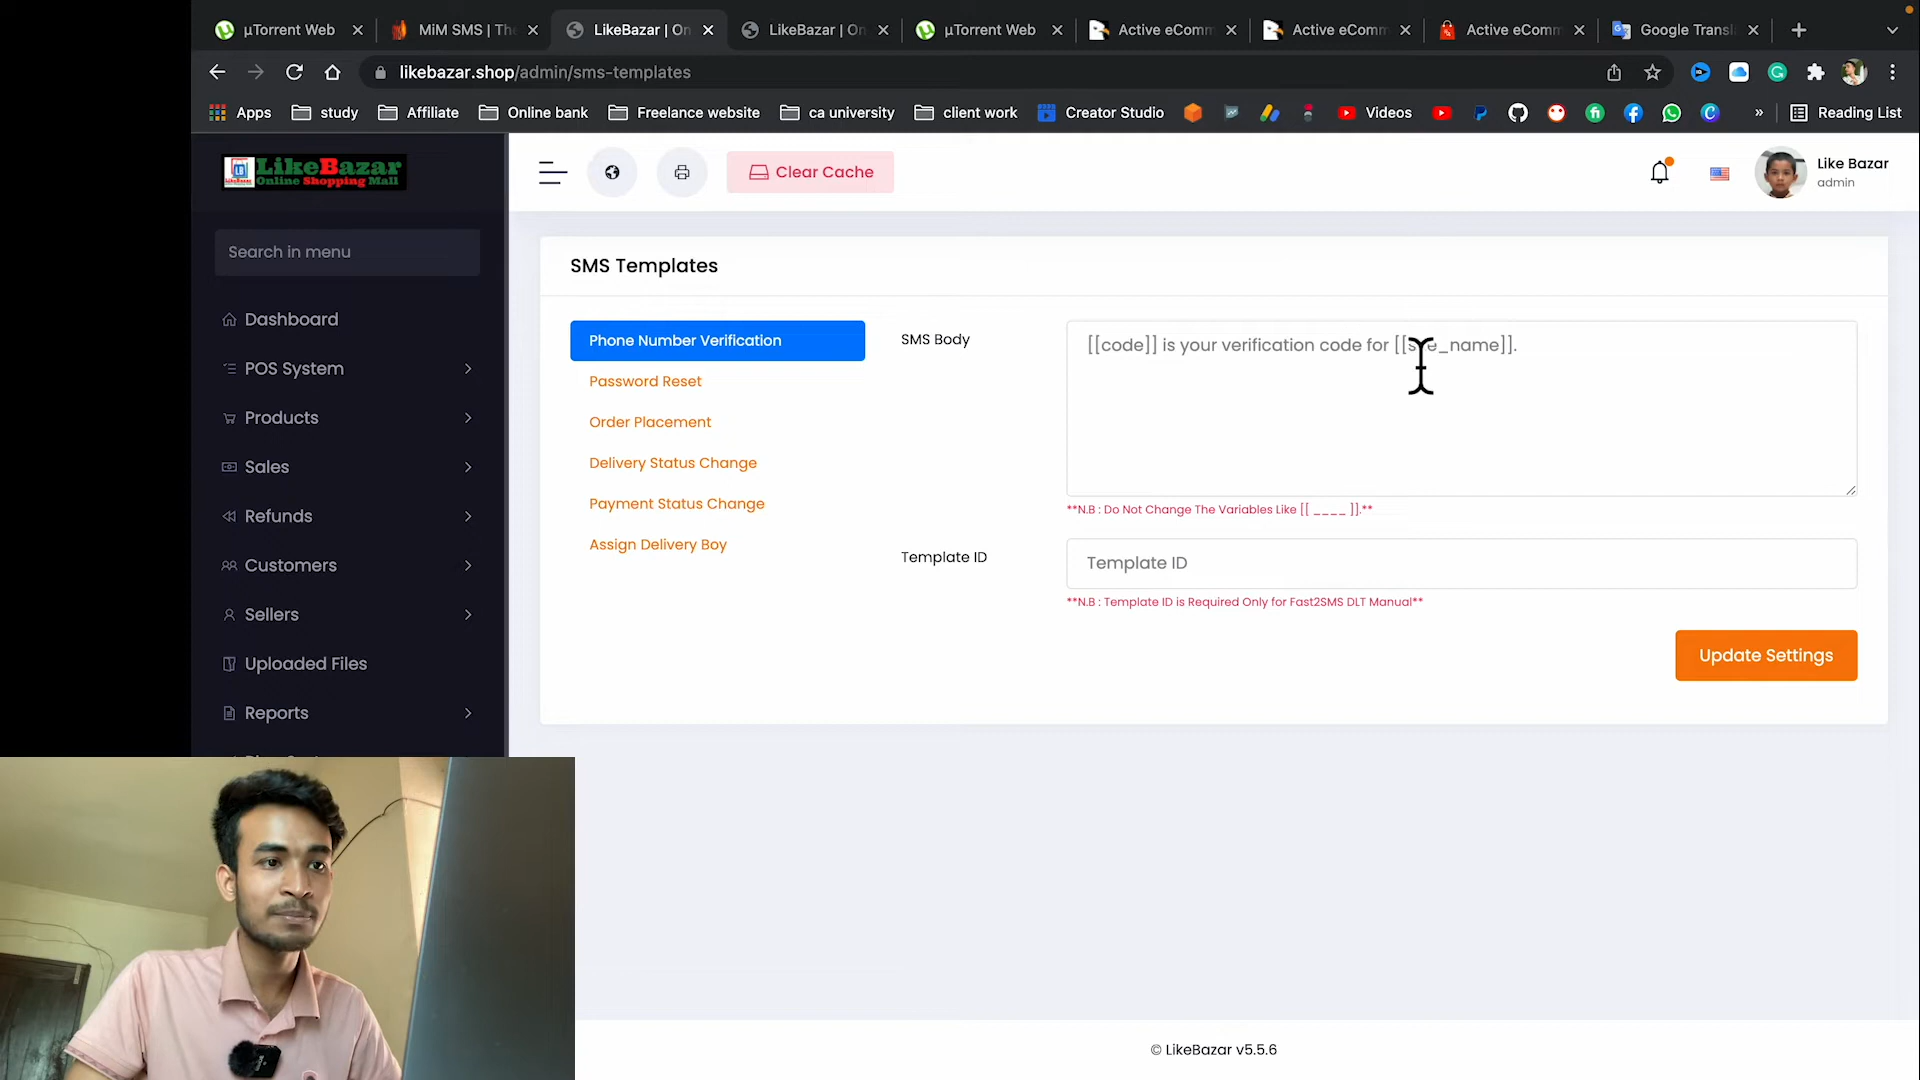 µTorrent Web
MiM SMS | The
LikeBazar | On
LikeBazar | On
µTorrent Web
Active eComm
Active eComm
Active eComm
Google Transl
likebazar.shop/admin/sms-templates
Apps
study
Affiliate
Online bank
Freelance website
ca university
client work
Creator Studio
Videos
»
Reading List
LikeBazar
Online Shopping Mall
Clear Cache
Like Bazar
admin
Search in menu
SMS Templates
Dashboard
POS System
Products
Sales
Refunds
Customers
Sellers
Uploaded Files
Reports
Phone Number Verification
Password Reset
Order Placement
Delivery Status Change
Payment Status Change
Assign Delivery Boy
SMS Body
[[code]] is your verification code for [[site_name]].
**N.B : Do Not Change The Variables Like [[ ____ ]].**
Template ID
Template ID
**N.B : Template ID is Required Only for Fast2SMS DLT Manual**
Update Settings
© LikeBazar v5.5.6